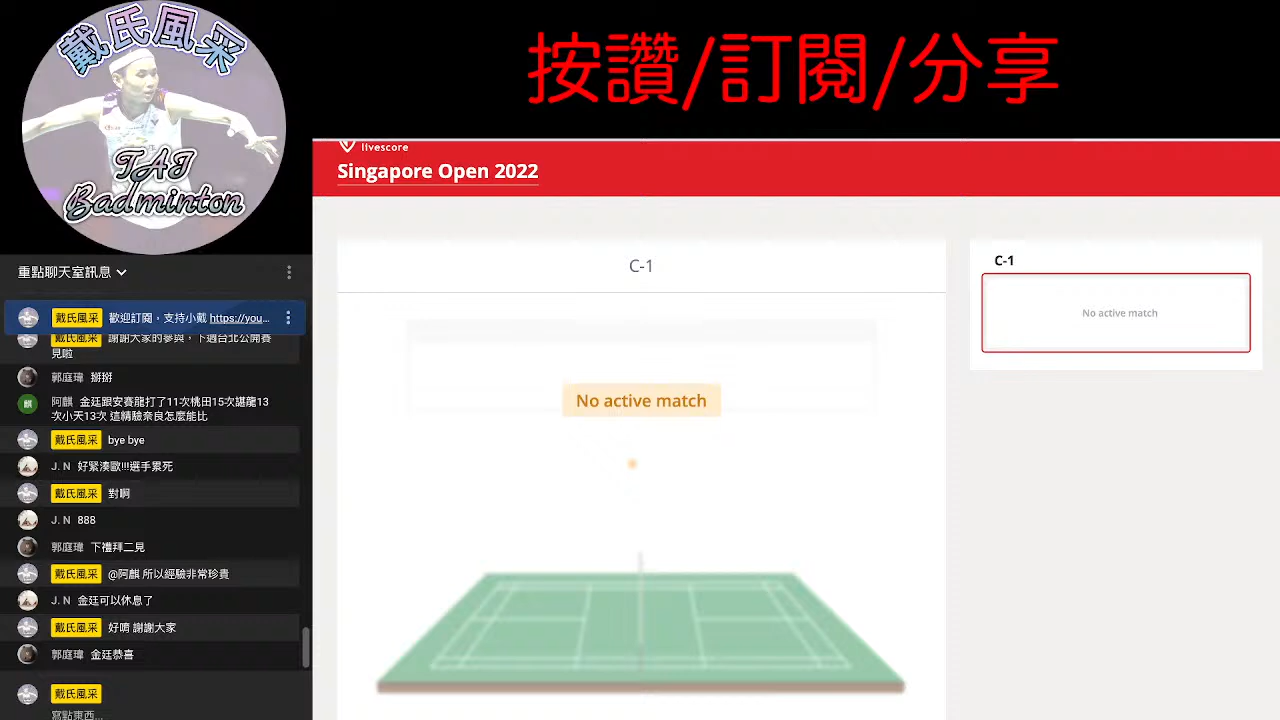 戴氏風采
TAI
Badminton
按讚/訂閱/分享
livescore
Singapore Open 2022
C-1
No active match
C-1
No active match
重點聊天室訊息
戴氏風采 歡迎訂閱，支持小戴 https://you...
戴氏風采 謝謝大家的參與，下週台北公開賽
見啦
郭庭瑋 掰掰
麒
阿麒 金廷跟安賽龍打了11次桃田15次諶龍13
次小天13次 這精驗奈良怎麼能比
戴氏風采 bye bye
J. N 好緊湊歐!!!選手累死
戴氏風采 對啊
J. N 888
郭庭瑋 下禮拜二見
戴氏風采 @阿麒 所以經驗非常珍貴
J. N 金廷可以休息了
戴氏風采 好唷 謝謝大家
郭庭瑋 金廷恭喜
戴氏風采
寫點東西...